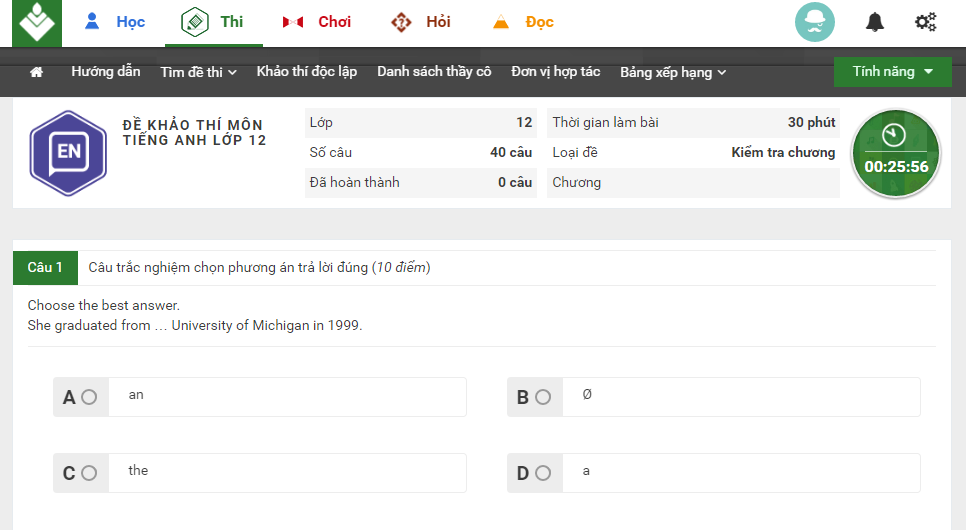 Học Thi Chơi Hỏi Đọc
Hướng dẫn Tìm đề thi Khảo thí độc lập Danh sách thầy cô Đơn vị hợp tác Bảng xếp hạng Tính năng
EN
ĐỀ KHẢO THÍ MÔN
TIẾNG ANH LỚP 12
Lớp 12
Số câu 40 câu
Đã hoàn thành 0 câu
Thời gian làm bài 30 phút
Loại đề Kiểm tra chương
Chương
00:25:56
Câu 1 Câu trắc nghiệm chọn phương án trả lời đúng (10 điểm)
Choose the best answer.
She graduated from … University of Michigan in 1999.
A an
B Ø
C the
D a